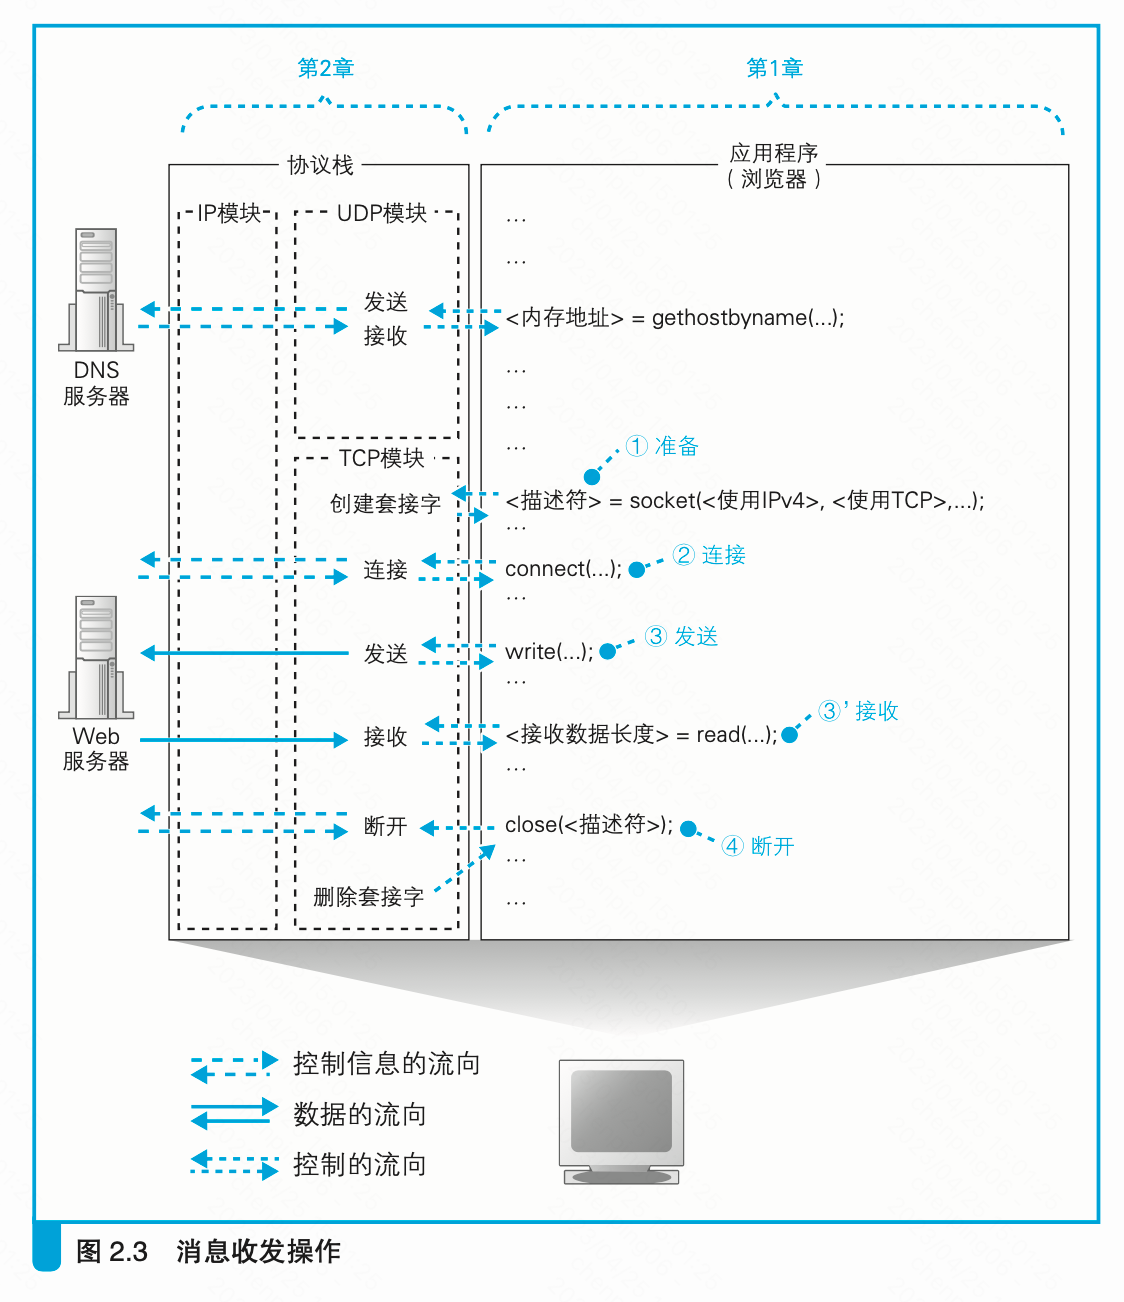 第2章
第1章
协议栈
应用程序
（浏览器）
IP模块
UDP模块
...
...
发送
接收
<内存地址> = gethostbyname(...);
DNS
服务器
...
...
...
① 准备
TCP模块
创建套接字
<描述符> = socket(<使用IPv4>, <使用TCP>,...);
...
② 连接
连接
connect(...);
...
③ 发送
发送
write(...);
...
③’接收
Web
服务器
接收
<接收数据长度> = read(...);
...
断开
close(<描述符>);
④ 断开
...
删除套接字
...
控制信息的流向
数据的流向
控制的流向
图 2.3 消息收发操作